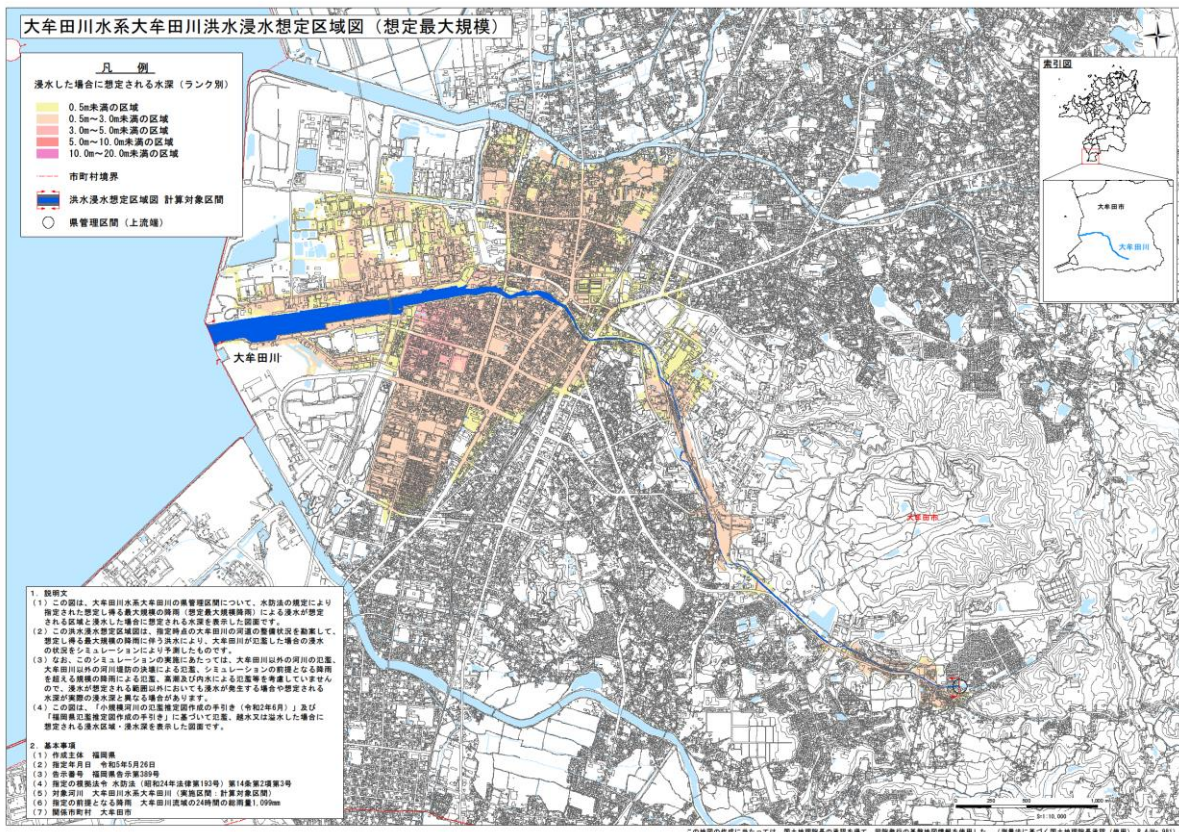 大牟田川水系大牟田川洪水浸水想定区域図（想定最大規模）
凡　例
浸水した場合に想定される水深（ランク別）
0.5m未満の区域
0.5m～3.0m未満の区域
3.0m～5.0m未満の区域
5.0m～10.0m未満の区域
10.0m～20.0m未満の区域
市町村境界
洪水浸水想定区域図 計算対象区間
県管理区間（上流端）
索引図
大牟田市
大牟田川
大牟田川
大牟田市
1．説明文
（1）この図は、大牟田川水系大牟田川の県管理区間について、水防法の規定により
指定された想定し得る最大規模の降雨（想定最大規模降雨）による浸水が想定
される区域と浸水した場合に想定される水深を表示した図面です。
（2）この洪水浸水想定区域図は、指定時点の大牟田川の河道の整備状況を勘案して、
想定し得る最大規模の降雨に伴う洪水により、大牟田川が氾濫した場合の浸水
の状況をシミュレーションにより予測したものです。
（3）なお、このシミュレーションの実施にあたっては、大牟田川以外の河川の氾濫、
大牟田川以外の河川堤防の決壊による氾濫、シミュレーションの前提となる降雨
を超える規模の降雨による氾濫、高潮及び内水による氾濫等を考慮していません
ので、浸水が想定される範囲以外においても浸水が発生する場合や想定される
水深が実際の浸水深と異なる場合があります。
（4）この図は、「小規模河川の氾濫推定図作成の手引き（令和2年6月）」及び
「福岡県氾濫推定図作成の手引き」に基づいて氾濫、越水又は溢水した場合に
想定される浸水区域・浸水深を表示した図面です。
2．基本事項
（1）作成主体　福岡県
（2）指定年月日　令和5年5月26日
（3）告示番号　福岡県告示第389号
（4）指定の根拠法令 水防法（昭和24年法律第193号）第14条第2項第3号
（5）対象河川　大牟田川水系大牟田川（実施区間：計算対象区間）
（6）指定の前提となる降雨　大牟田川流域の24時間の総雨量1,099mm
（7）関係市町村　大牟田市
0 250 500 1,000 m
S=1:10,000